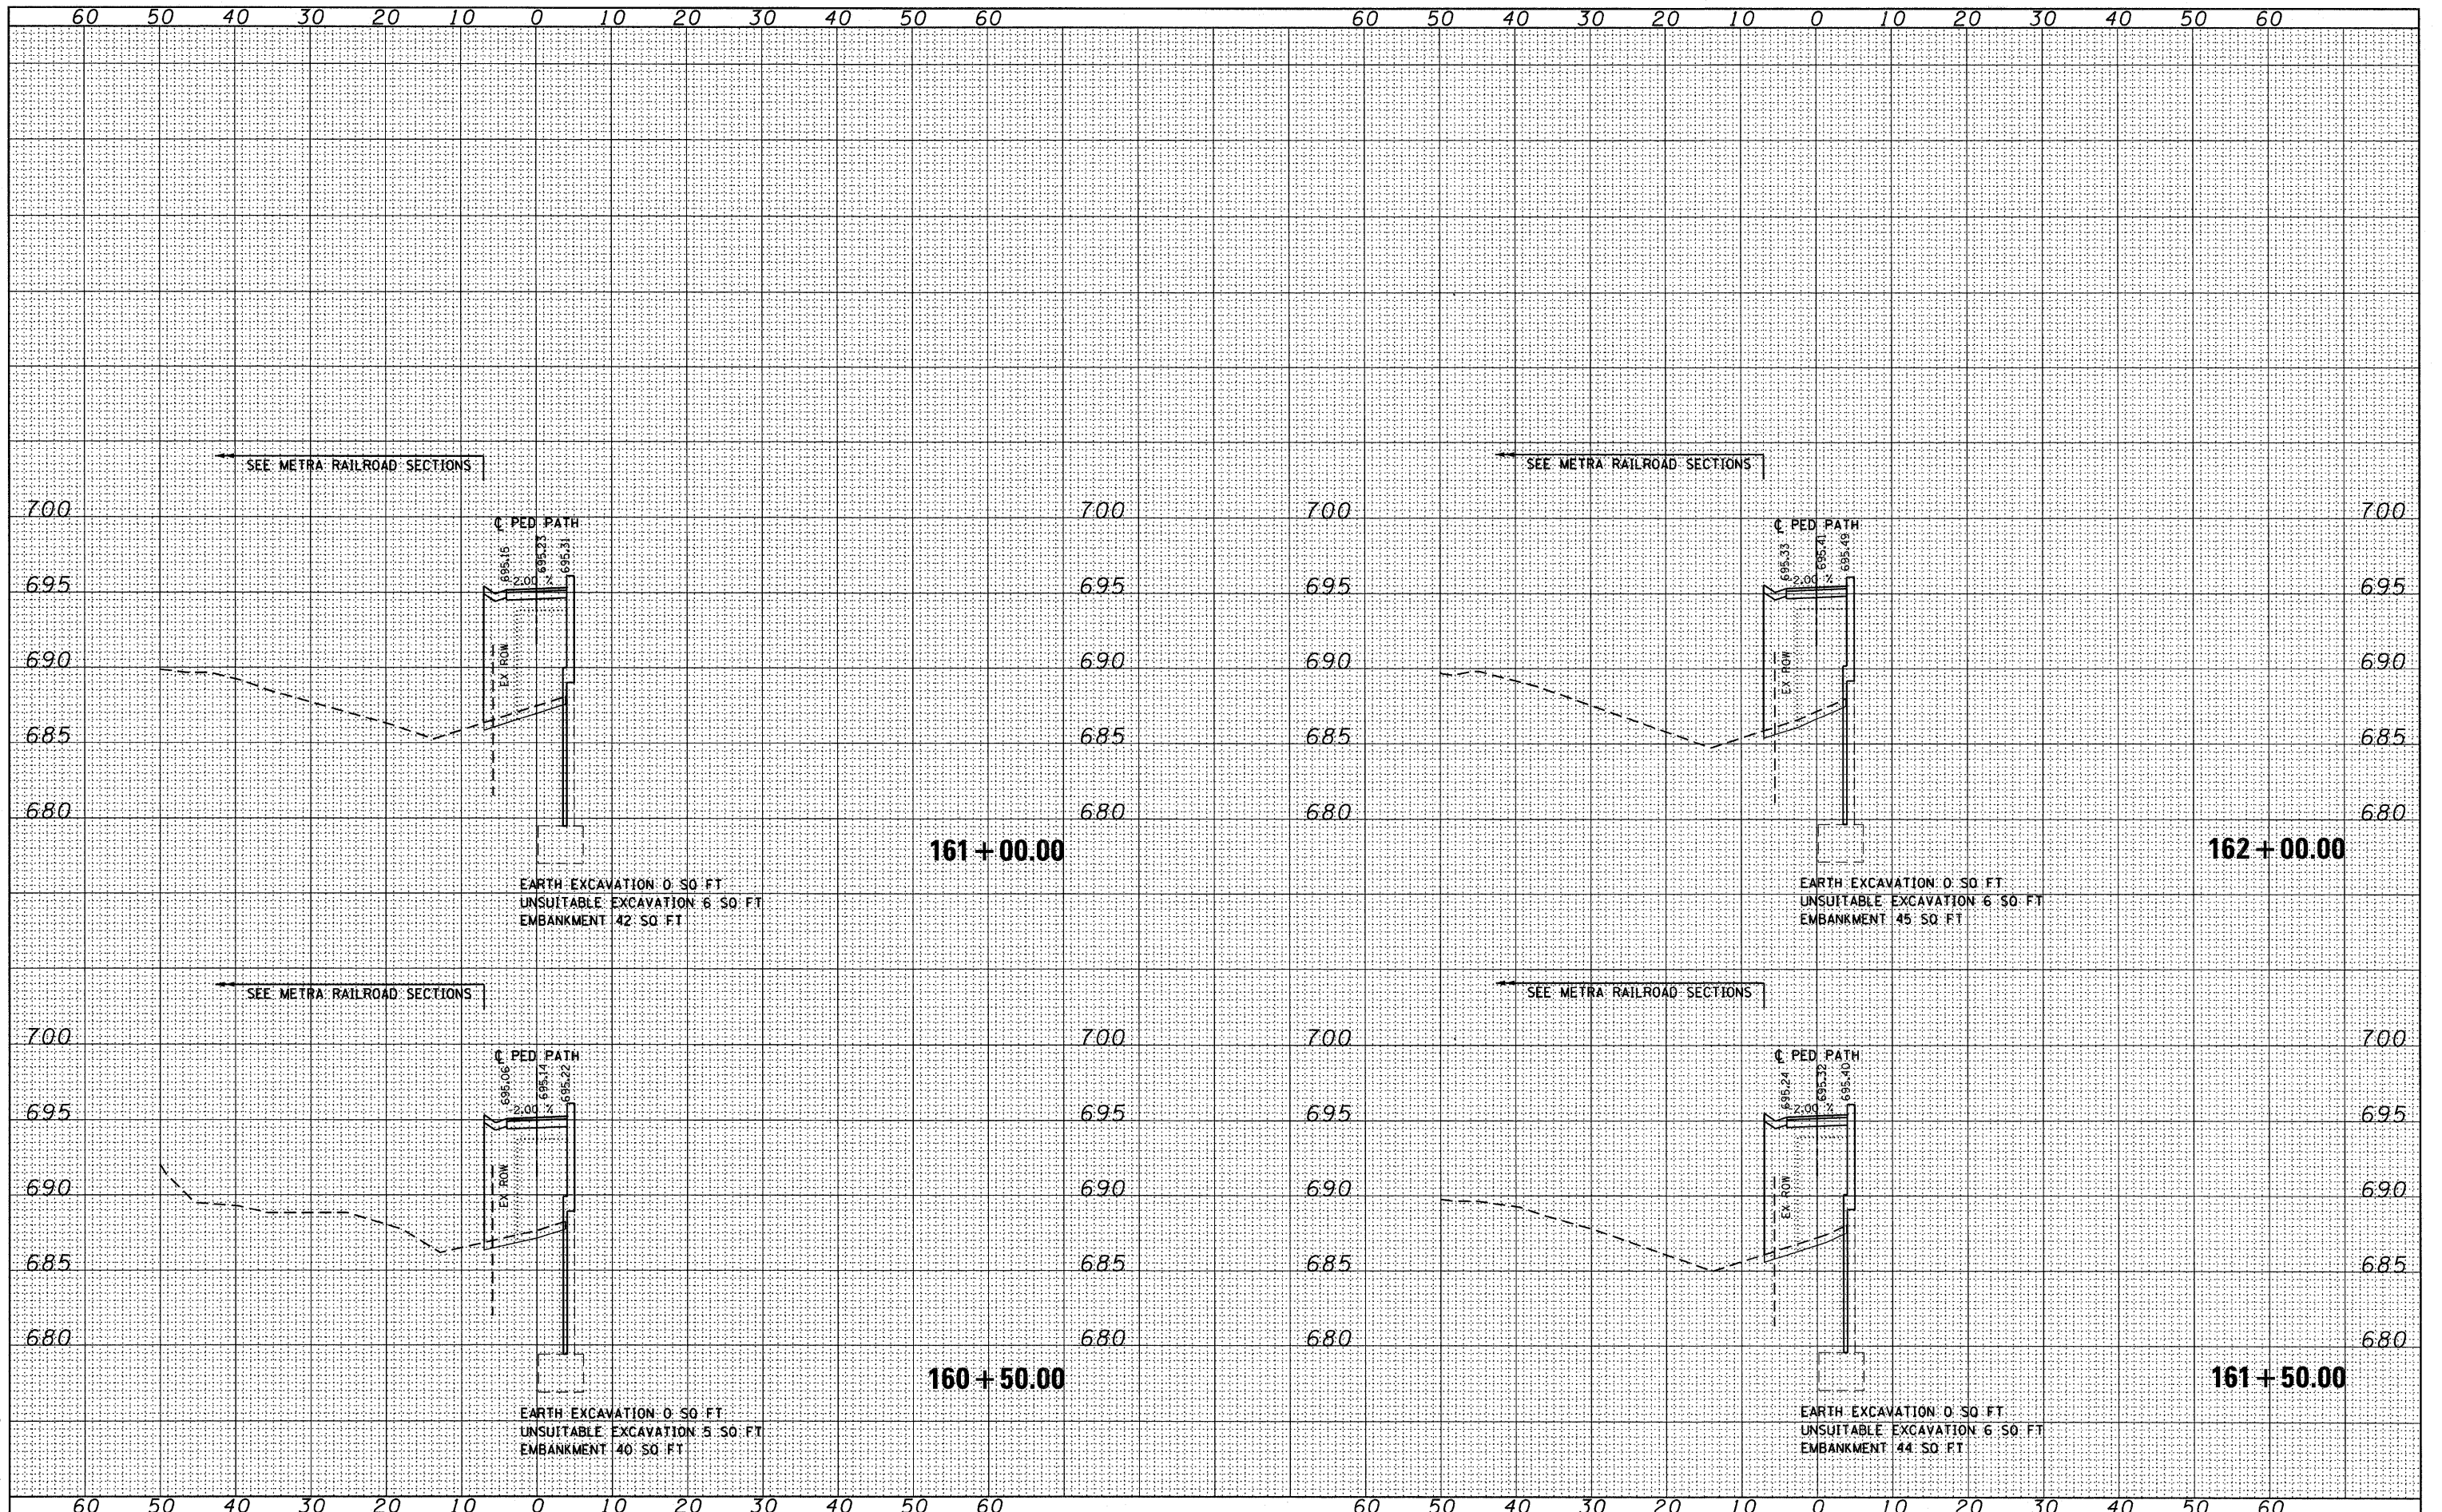 60 50 40 30 20 10 0 10 20 30 40 50 60 60 50 40 30 20 10 0 10 20 30 40 50 60
SEE METRA RAILROAD SECTIONS
700 700
℄ PED PATH
695.15
695.23
695.31
-2.00 %
695 695
690 690
EX ROW
685 685
680 680
161+00.00
EARTH EXCAVATION 0 SQ FT
UNSUITABLE EXCAVATION 6 SQ FT
EMBANKMENT 42 SQ FT
SEE METRA RAILROAD SECTIONS
700 700
℄ PED PATH
695.33
695.41
695.49
-2.00 %
695 695
690 690
EX ROW
685 685
680 680
162+00.00
EARTH EXCAVATION 0 SQ FT
UNSUITABLE EXCAVATION 6 SQ FT
EMBANKMENT 45 SQ FT
SEE METRA RAILROAD SECTIONS
700 700
℄ PED PATH
695.06
695.14
695.22
-2.00 %
695 695
690 690
EX ROW
685 685
680 680
160+50.00
EARTH EXCAVATION 0 SQ FT
UNSUITABLE EXCAVATION 5 SQ FT
EMBANKMENT 40 SQ FT
SEE METRA RAILROAD SECTIONS
700 700
℄ PED PATH
695.24
695.32
695.40
-2.00 %
695 695
690 690
EX ROW
685 685
680 680
161+50.00
EARTH EXCAVATION 0 SQ FT
UNSUITABLE EXCAVATION 6 SQ FT
EMBANKMENT 44 SQ FT
60 50 40 30 20 10 0 10 20 30 40 50 60 60 50 40 30 20 10 0 10 20 30 40 50 60